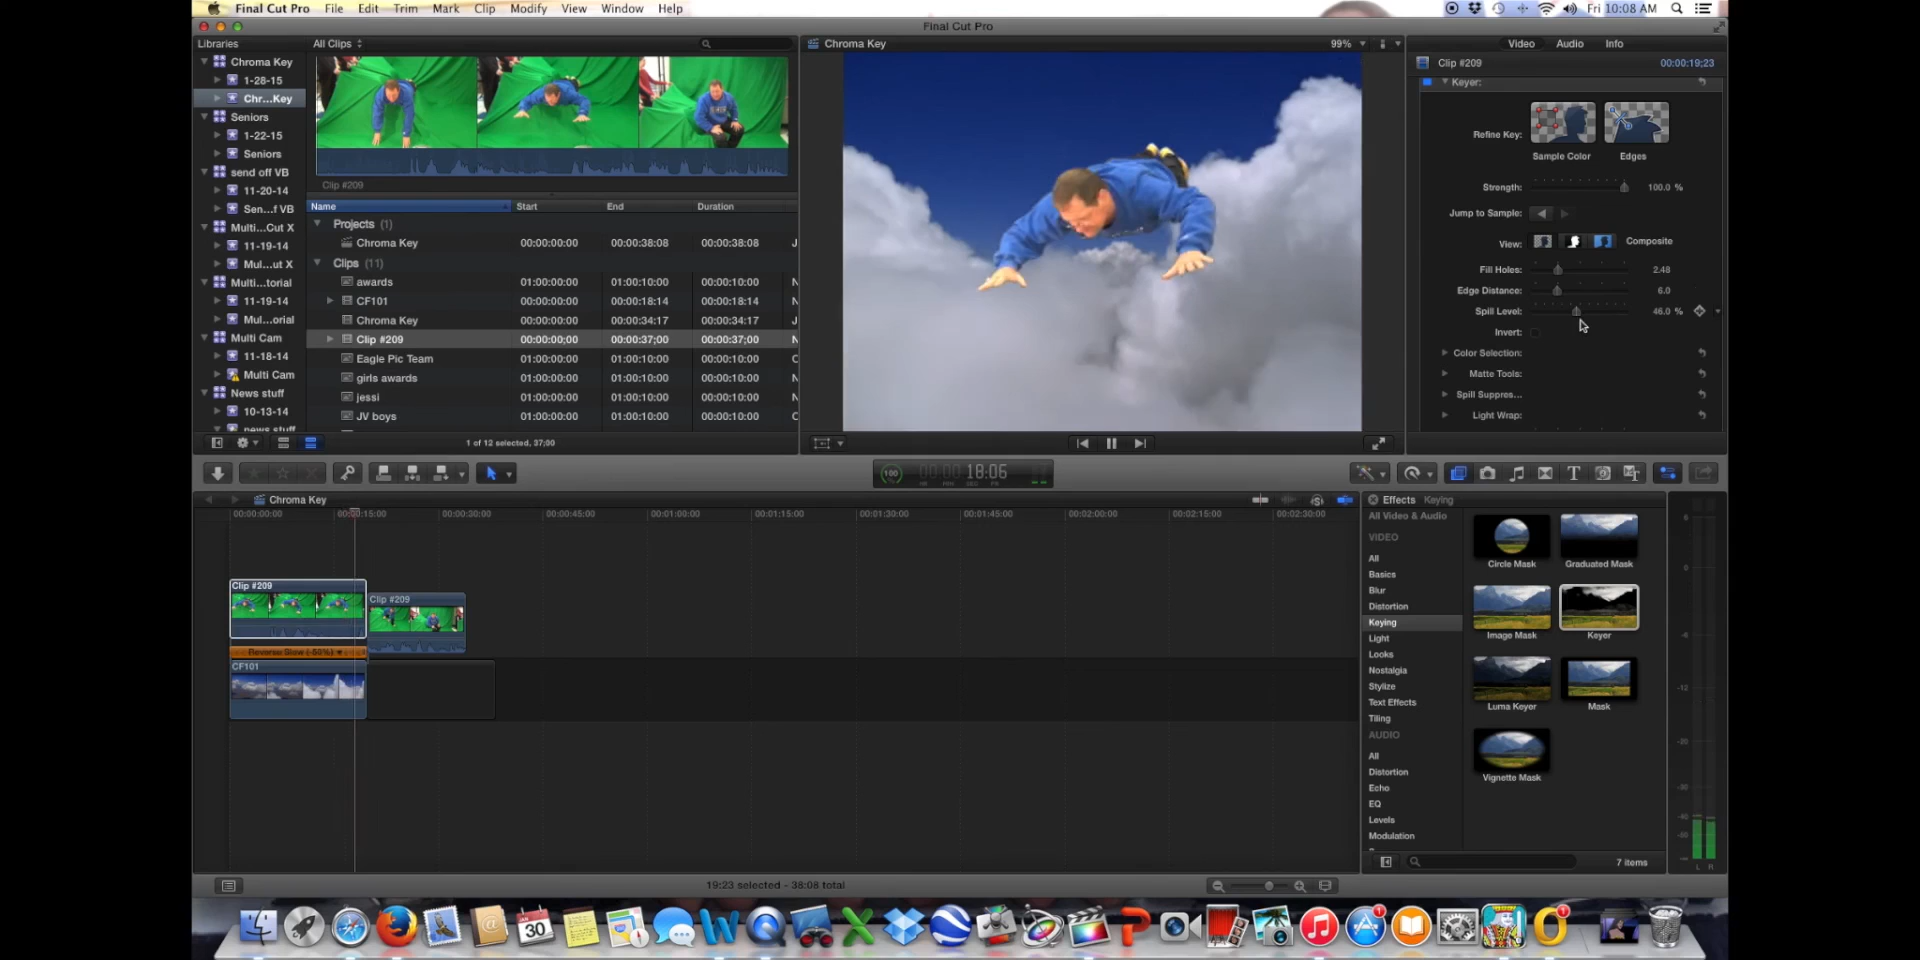 Final Cut Pro File Edit Trim Mark Clip Modify View Window Help Fri 10:08 AM
Final Cut Pro
Libraries
Chroma Key
1-28-15
Chr...Key
Seniors
1-22-15
Seniors
send off VB
11-20-14
Sen...f VB
Multi...Cut X
11-19-14
Mul...ut X
Multi...torial
11-19-14
Mul...orial
Multi Cam
11-18-14
Multi Cam
News stuff
10-13-14
news stuff
All Clips
Clip #209
Name Start End Duration
Projects (1)
Chroma Key 00:00:00:00 00:00:38:08 00:00:38:08 J
Clips (11)
awards 01:00:00:00 01:00:10:00 00:00:10:00 N
CF101 00:00:00:00 00:00:18:14 00:00:18:14 N
Chroma Key 00:00:00:00 00:00:34:17 00:00:34:17 J
Clip #209 00:00:00;00 00:00:37;00 00:00:37;00 N
Eagle Pic Team 01:00:00:00 01:00:10:00 00:00:10:00 C
girls awards 01:00:00:00 01:00:10:00 00:00:10:00 N
jessi 01:00:00:00 01:00:10:00 00:00:10:00 N
JV boys 01:00:00:00 01:00:10:00 00:00:10:00 C
1 of 12 selected, 37;00
Chroma Key 99%
Video Audio Info
Clip #209 00:00:19;23
Keyer:
Refine Key:
Sample Color Edges
Strength: 100.0 %
Jump to Sample:
View: Composite
Fill Holes: 2.48
Edge Distance: 6.0
Spill Level: 46.0 %
Invert:
Color Selection:
Matte Tools:
Spill Suppres...
Light Wrap:
100 00:00 18:06
HR MIN SEC FR
Chroma Key
00:00:00:00 00:00:15:00 00:00:30:00 00:00:45:00 00:01:00:00 00:01:15:00 00:01:30:00 00:01:45:00 00:02:00:00 00:02:15:00 00:02:30:00
Clip #209
Clip #209
Reverse Slow (-50%)
CF101
19:23 selected - 38:08 total
Effects Keying
All Video & Audio
VIDEO
All
Basics
Blur
Distortion
Keying
Light
Looks
Nostalgia
Stylize
Text Effects
Tiling
AUDIO
All
Distortion
Echo
EQ
Levels
Modulation
Circle Mask Graduated Mask
Image Mask Keyer
Luma Keyer Mask
Vignette Mask
7 items
6
0
-6
-12
-20
-30
L R
30